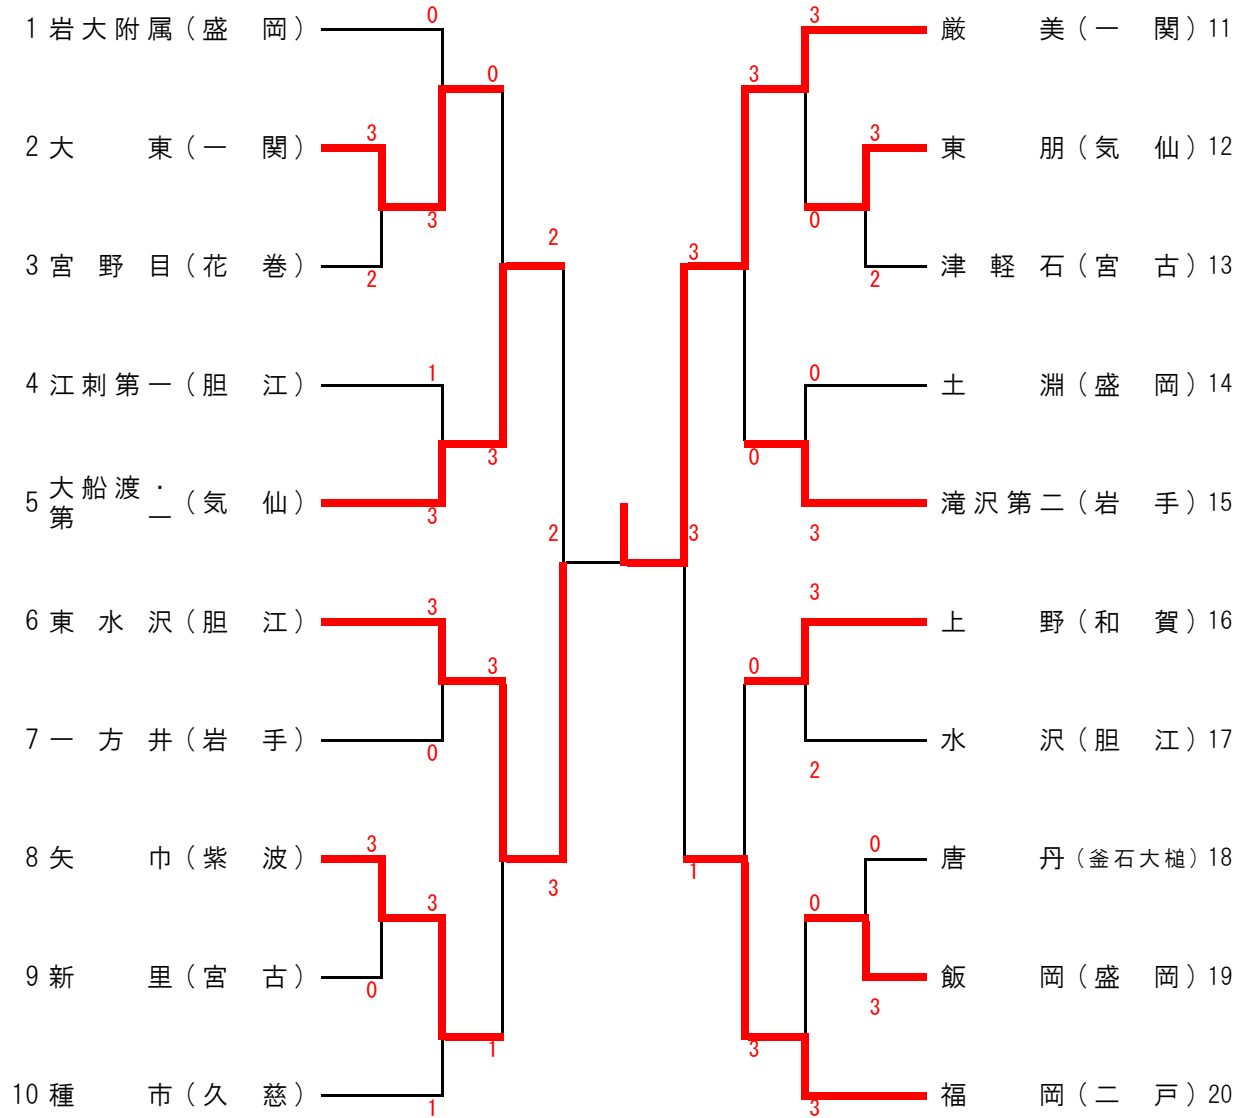 1 岩大附属（盛岡）
2 大東（一関）
3 宮野目（花巻）
4 江刺第一（胆江）
5 大船渡・第一（気仙）
6 東水沢（胆江）
7 一方井（岩手）
8 矢巾（紫波）
9 新里（宮古）
10 種市（久慈）
0
0
3
3
2
2
1
3
3
2
3
3
0
3
3
3
0
1
1
3
3
3
3
0
2
0
0
3
3
3
0
2
1
0
0
3
3
3
厳美（一関）11
東朋（気仙）12
津軽石（宮古）13
土淵（盛岡）14
滝沢第二（岩手）15
上野（和賀）16
水沢（胆江）17
唐丹（釜石大槌）18
飯岡（盛岡）19
福岡（二戸）20